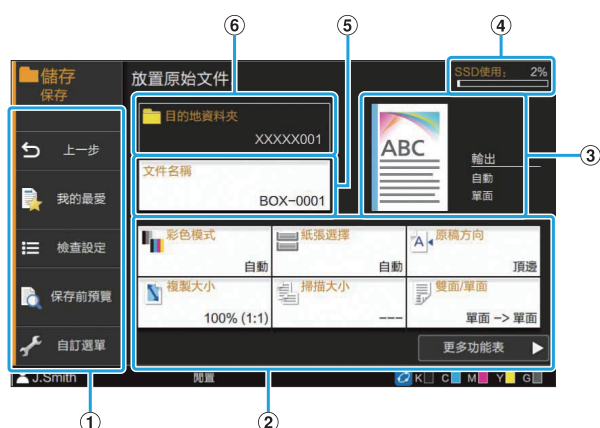 ⑥
⑤
④
儲存
保存
放置原始文件
SSD使用： 2%
目的地資料夾
XXXXX001
文件名稱
BOX-0001
ABC
輸出
自動
單面
③
上一步
我的最愛
檢查設定
保存前預覽
自訂選單
彩色模式
自動
紙張選擇
自動
A
原稿方向
頂邊
複製大小
100% (1:1)
掃描大小
---
雙面/單面
單面 -> 單面
更多功能表
J.Smith
閒置
K C M Y G
①
②